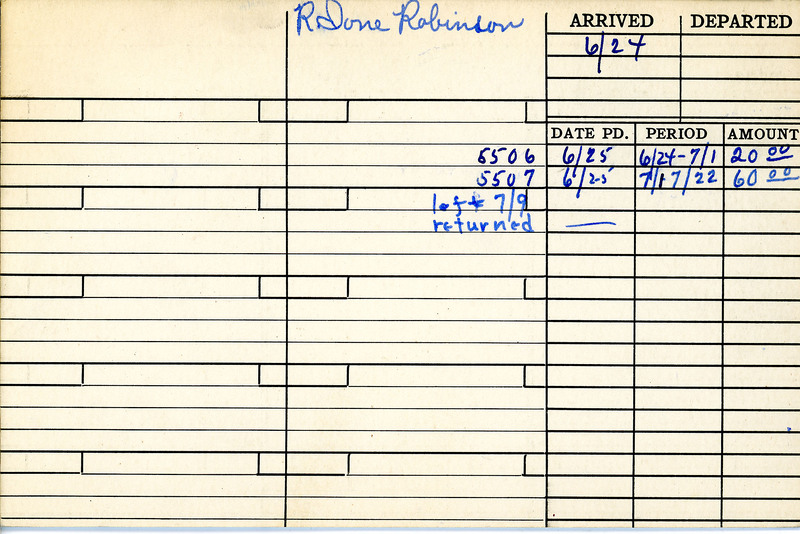 R. Ione Robinson
ARRIVED DEPARTED
6/24
DATE PD. PERIOD AMOUNT
5506 6/25 6/24-7/1 20 00
5507 6/25 7/1 7/22 60 00
left 7/9
returned —